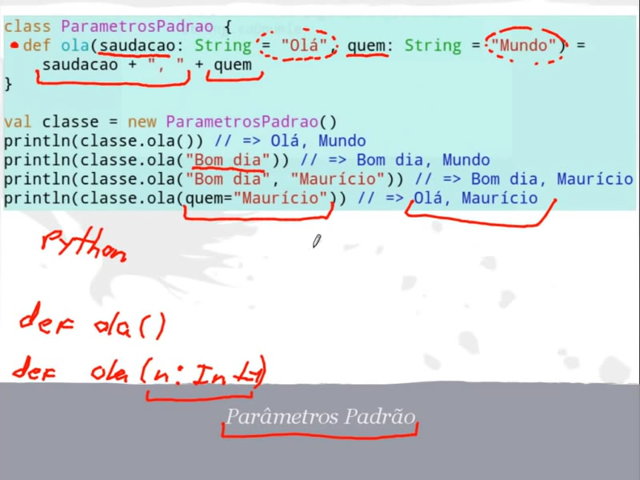 class ParametrosPadrao {
def ola(saudacao: String = "Olá", quem: String = "Mundo") =
saudacao + ", " + quem
}
val classe = new ParametrosPadrao()
println(classe.ola()) // => Olá, Mundo
println(classe.ola("Bom dia")) // => Bom dia, Mundo
println(classe.ola("Bom dia", "Maurício")) // => Bom dia, Maurício
println(classe.ola(quem="Maurício")) // => Olá, Maurício
Python
def ola()
def ola(n: Int)
Parâmetros Padrão